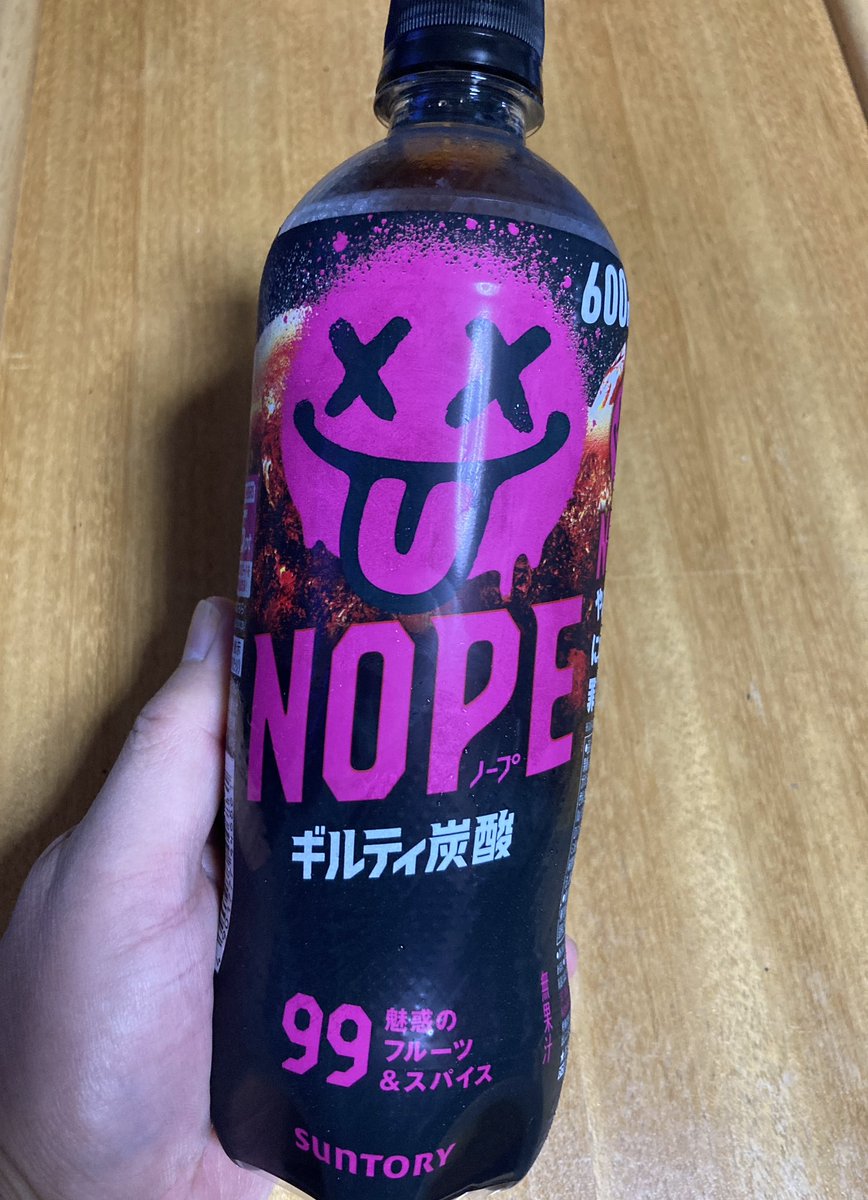 600
NOPE
ノープ
ギルティ炭酸
99
魅惑の
フルーツ
&スパイス
SUNTORY